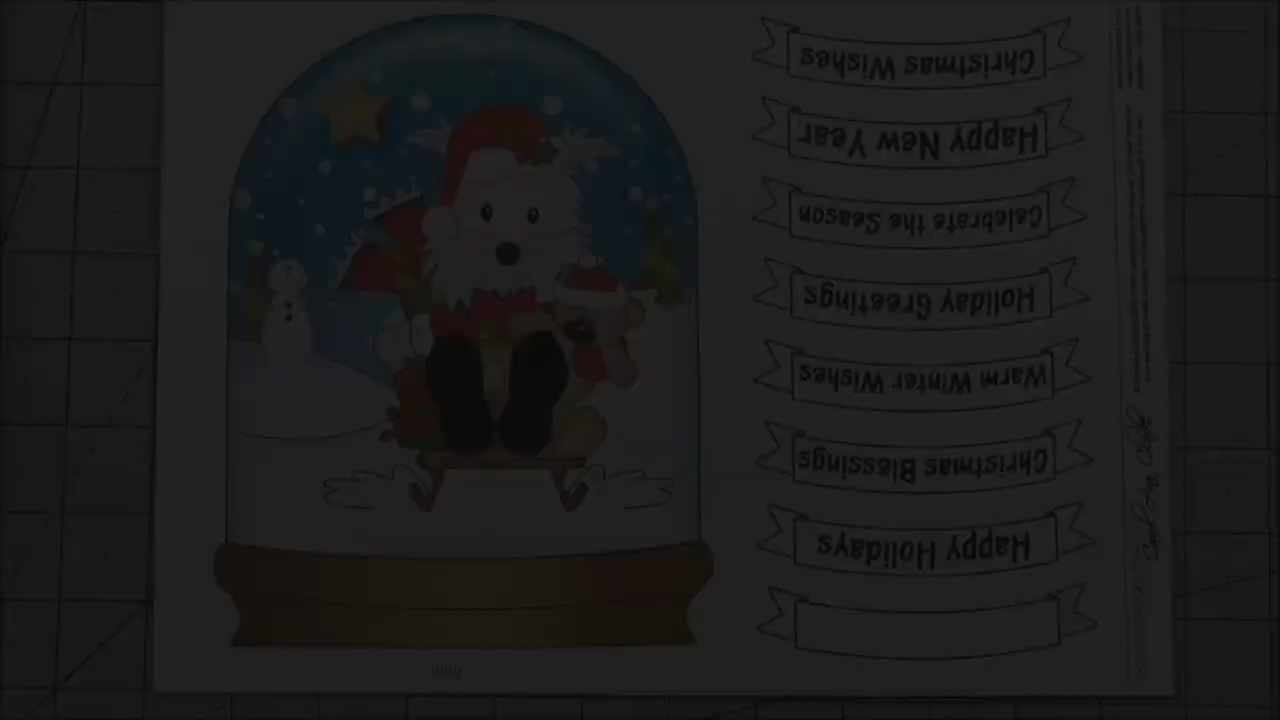 Christmas Wishes
Happy New Year
Celebrate the Season
Holiday Greetings
Warm Winter Wishes
Christmas Blessings
Happy Holidays